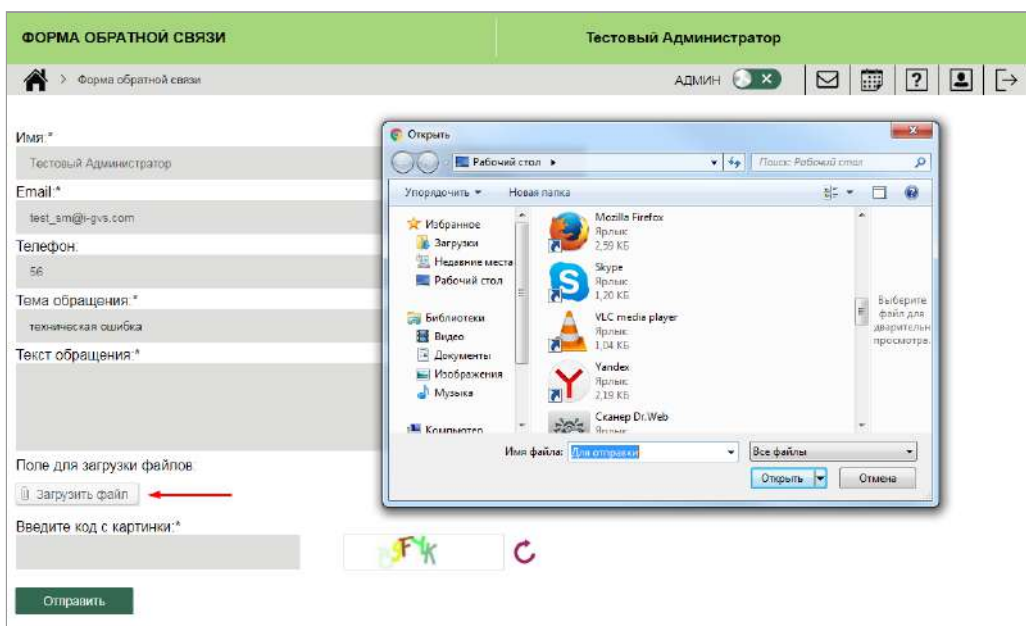 ФОРМА ОБРАТНОЙ СВЯЗИ
Тестовый Администратор
> Форма обратной связи
АДМИН
Имя:*
Тестовый Администратор
Email:*
test_sm@i-gvs.com
Телефон:
56
Тема обращения:*
техническая ошибка
Текст обращения:*
Поле для загрузки файлов:
Загрузить файл
Введите код с картинки:*
Отправить
Открыть
Рабочий стол
Поиск: Рабочий стол
Упорядочить
Новая папка
Избранное
Загрузки
Недавние места
Рабочий стол
Библиотеки
Видео
Документы
Изображения
Музыка
Компьютер
Mozilla Firefox
Ярлык
2,59 КБ
Skype
Ярлык
1,20 КБ
VLC media player
Ярлык
1,04 КБ
Yandex
Ярлык
2,19 КБ
Сканер Dr.Web
Ярлык
Выберите
файл для
дварительн
просмотра.
Имя файла:
Для отправки
Все файлы
Открыть
Отмена